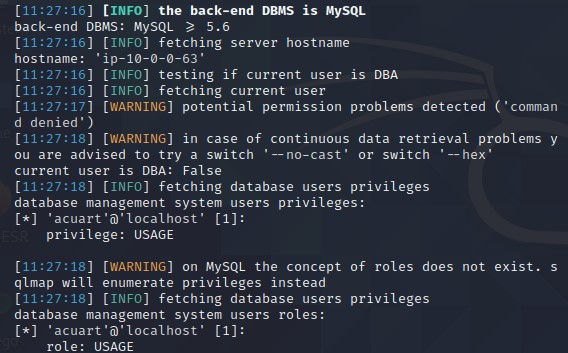 [11:27:16] [INFO] the back-end DBMS is MySQL
back-end DBMS: MySQL ≥ 5.6
[11:27:16] [INFO] fetching server hostname
hostname: 'ip-10-0-0-63'
[11:27:16] [INFO] testing if current user is DBA
[11:27:16] [INFO] fetching current user
[11:27:17] [WARNING] potential permission problems detected ('comman
d denied')
[11:27:18] [WARNING] in case of continuous data retrieval problems y
ou are advised to try a switch '--no-cast' or switch '--hex'
current user is DBA: False
[11:27:18] [INFO] fetching database users privileges
database management system users privileges:
[*] 'acuart'@'localhost' [1]:
    privilege: USAGE

[11:27:18] [WARNING] on MySQL the concept of roles does not exist. s
qlmap will enumerate privileges instead
[11:27:18] [INFO] fetching database users privileges
database management system users roles:
[*] 'acuart'@'localhost' [1]:
    role: USAGE